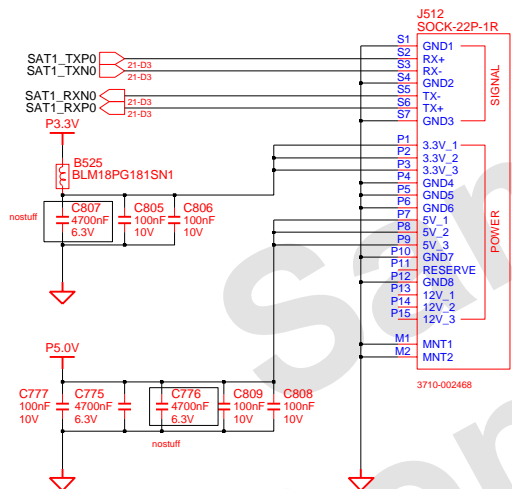 J512
SOCK-22P-1R
S1 GND1
SAT1_TXP0 21-D3 S2 RX+
SAT1_TXN0 21-D3 S3 RX-
S4 GND2
SAT1_RXN0 21-D3 S5 TX-
SAT1_RXP0 21-D3 S6 TX+
S7 GND3
SIGNAL
P3.3V
B525
BLM18PG181SN1
P1 3.3V_1
P2 3.3V_2
P3 3.3V_3
P4 GND4
P5 GND5
P6 GND6
P7 5V_1
P8 5V_2
P9 5V_3
P10 GND7
P11 RESERVE
P12 GND8
P13 12V_1
P14 12V_2
P15 12V_3
POWER
M1 MNT1
M2 MNT2
3710-002468
nostuff
C807
4700nF
6.3V
C805
100nF
10V
C806
100nF
10V
P5.0V
C777
100nF
10V
C775
4700nF
6.3V
C776
4700nF
6.3V
nostuff
C809
100nF
10V
C808
100nF
10V